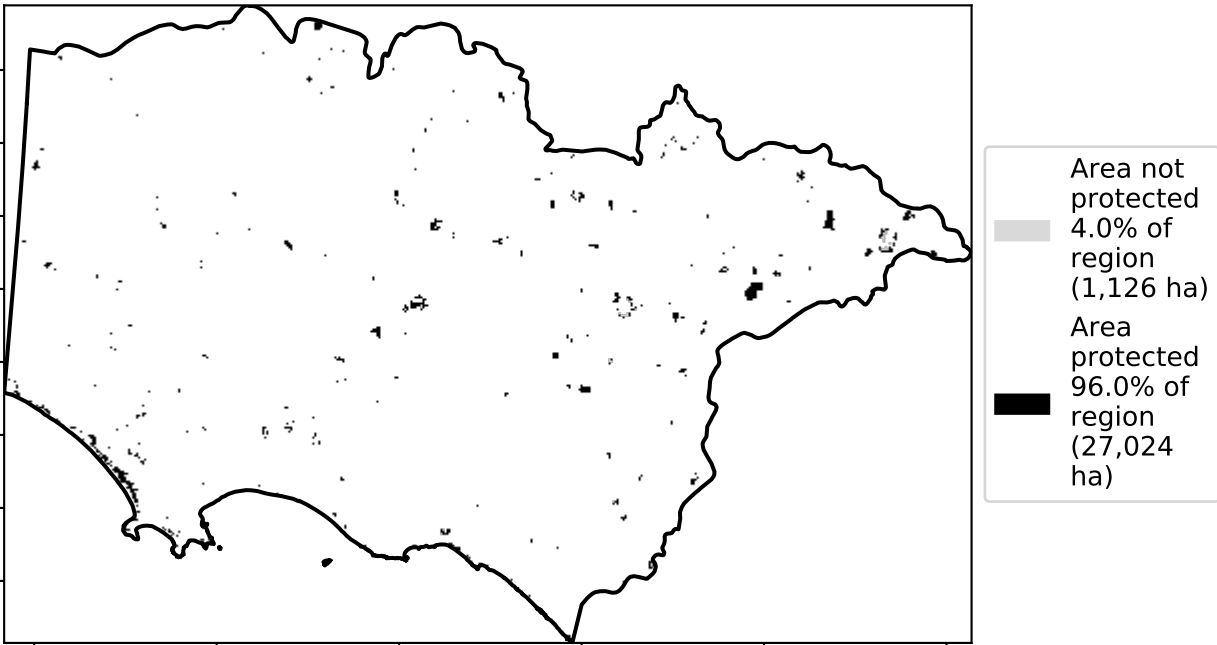 Area not
protected
4.0% of
region
(1,126 ha)
Area
protected
96.0% of
region
(27,024
ha)